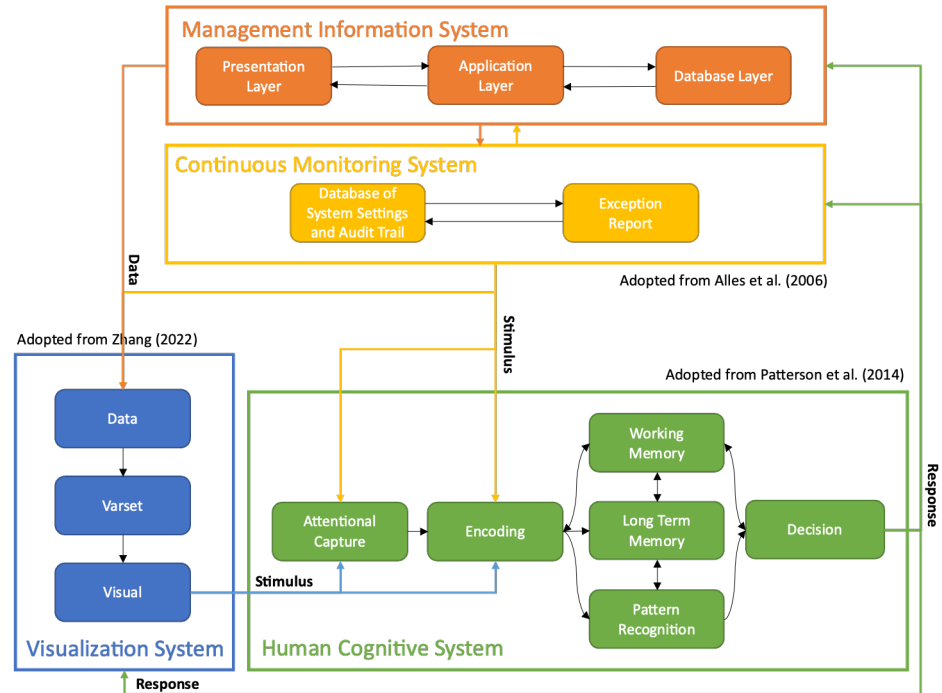 Management Information System
Presentation
Layer
Application
Layer
Database Layer
Continuous Monitoring System
Database of
System Settings
and Audit Trail
Exception
Report
Data
Adopted from Alles et al. (2006)
Stimulus
Adopted from Zhang (2022)
Adopted from Patterson et al. (2014)
Data
Varset
Visual
Visualization System
Stimulus
Attentional
Capture
Encoding
Working
Memory
Long Term
Memory
Pattern
Recognition
Decision
Human Cognitive System
Response
Response